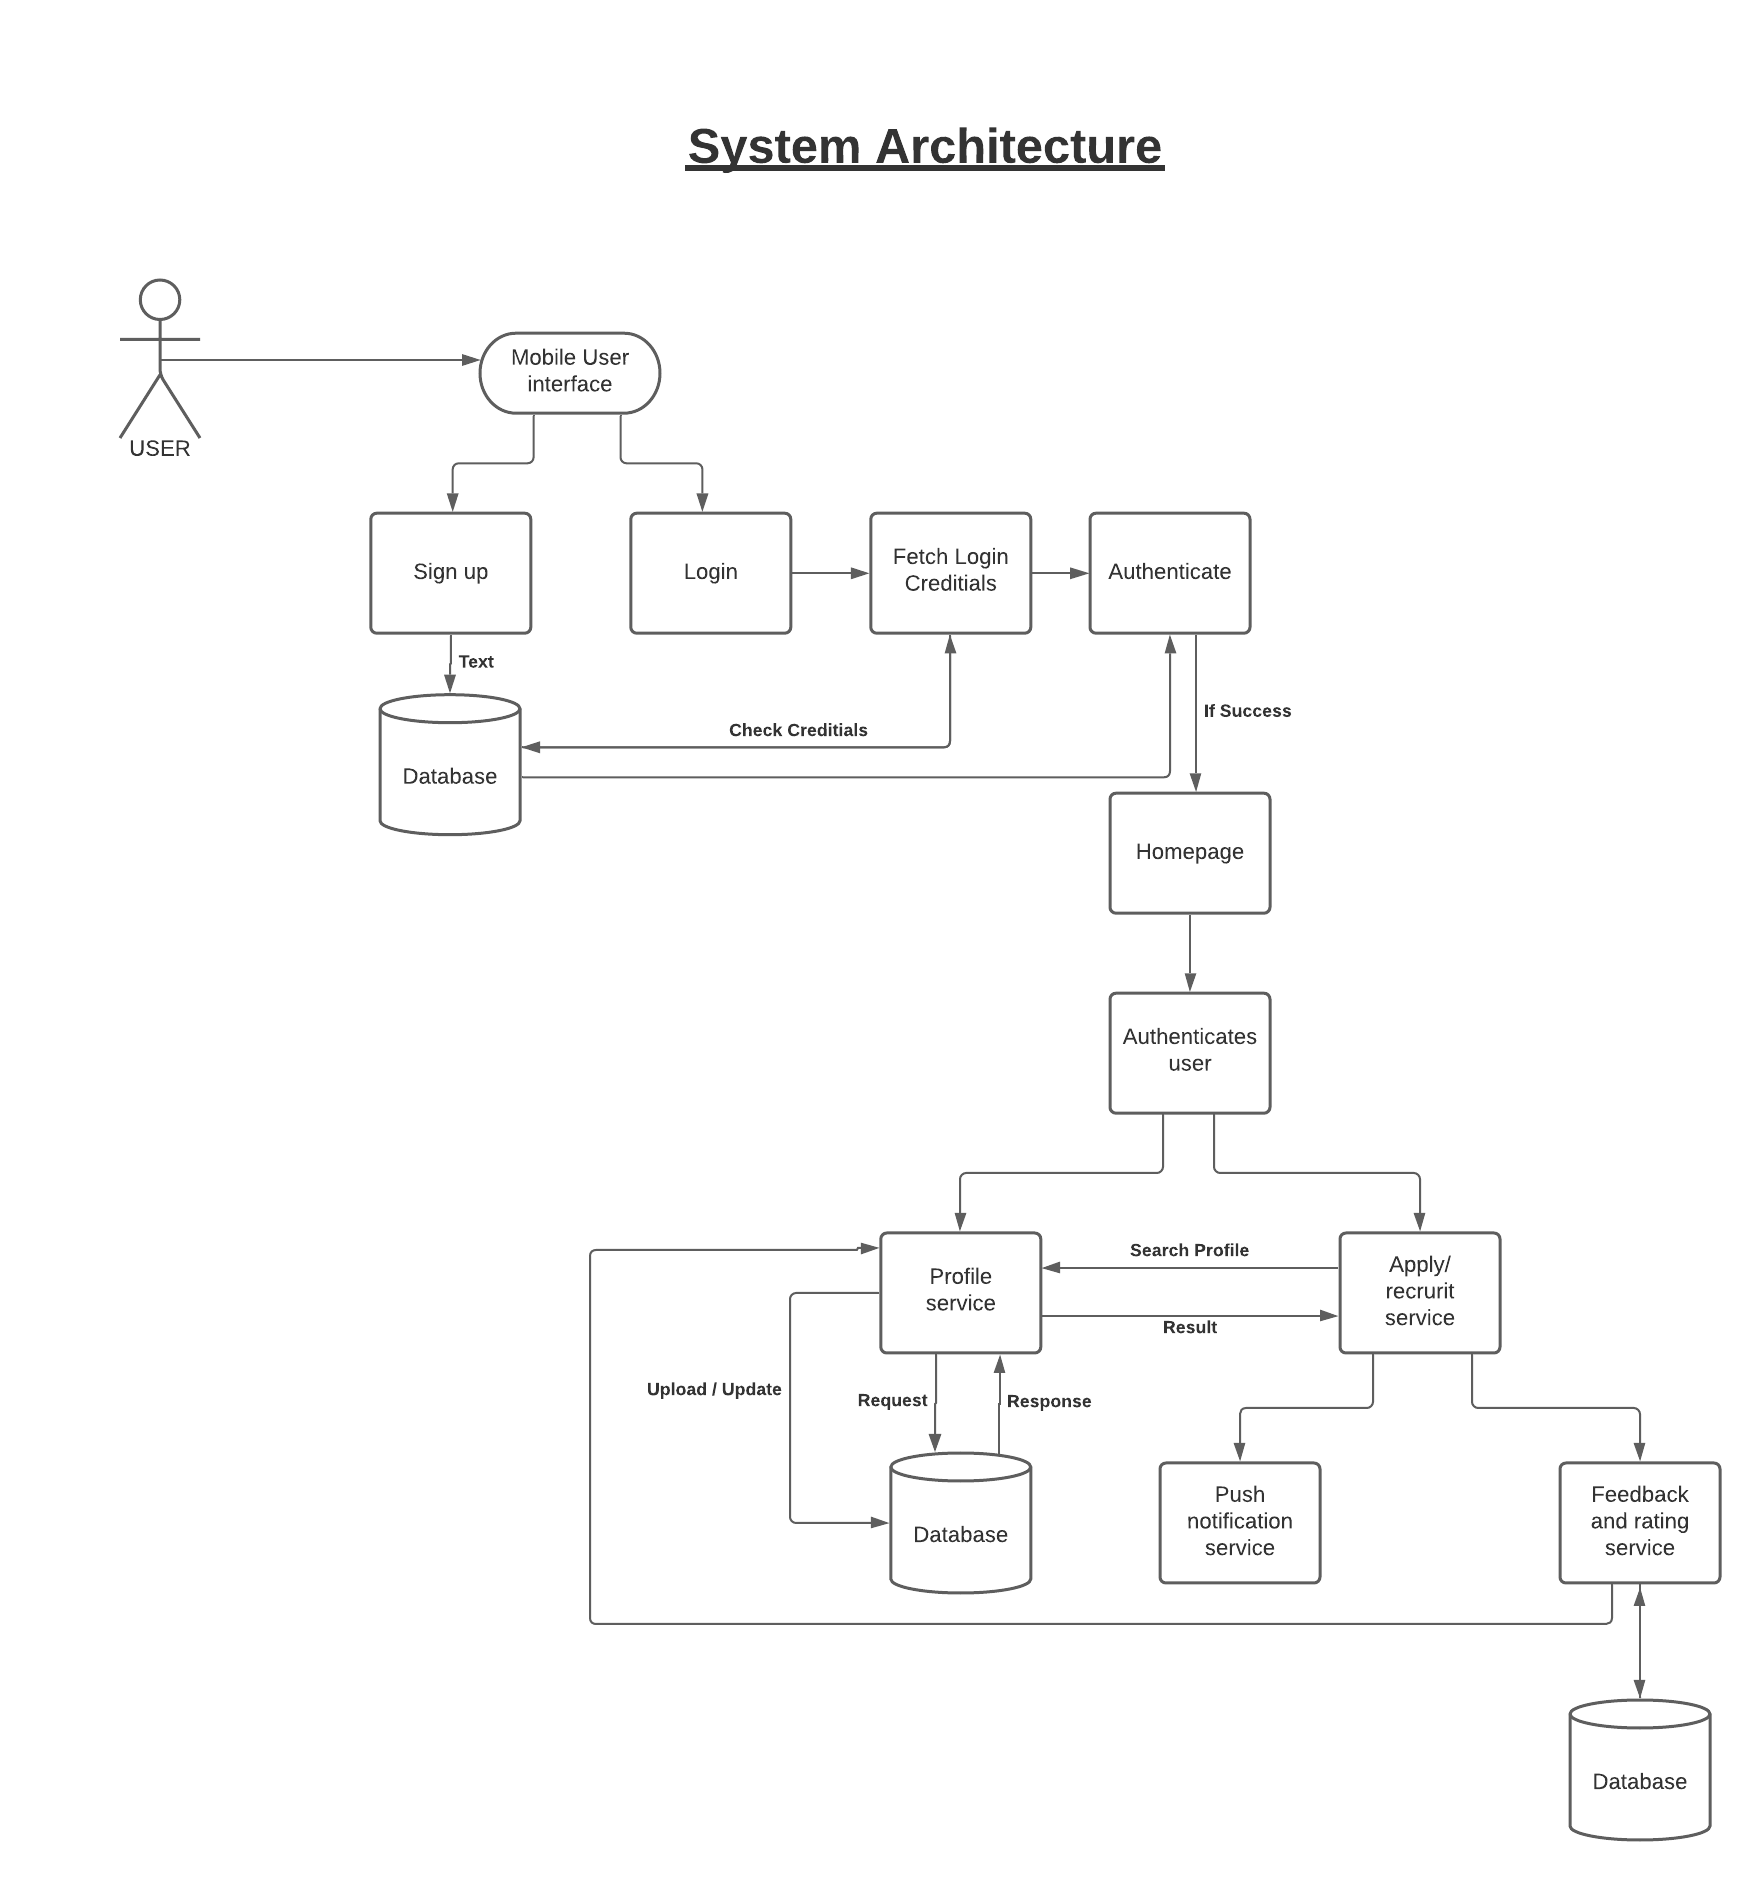 System Architecture
Mobile User
interface
USER
Sign up
Login
Fetch Login
Creditials
Authenticate
Text
If Success
Check Creditials
Database
Homepage
Authenticates
user
Search Profile
Profile
service
Apply/
recrurit
service
Result
Upload / Update
Request
Response
Push
notification
service
Feedback
and rating
service
Database
Database